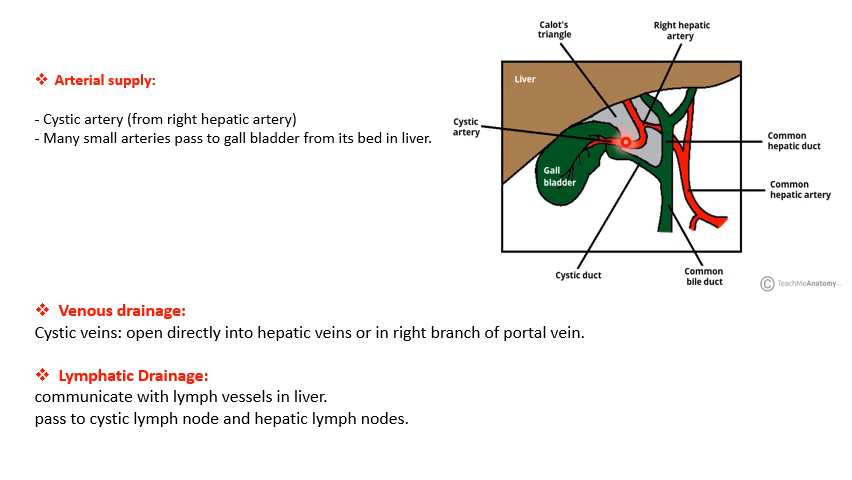 ❖ Arterial supply:
- Cystic artery (from right hepatic artery)
- Many small arteries pass to gall bladder from its bed in liver.
Calot's
triangle
Right hepatic
artery
Liver
Cystic
artery
Common
hepatic duct
Gall
bladder
Common
hepatic artery
Cystic duct
Common
bile duct
© TeachMeAnatomy
❖ Venous drainage:
Cystic veins: open directly into hepatic veins or in right branch of portal vein.
❖ Lymphatic Drainage:
communicate with lymph vessels in liver.
pass to cystic lymph node and hepatic lymph nodes.